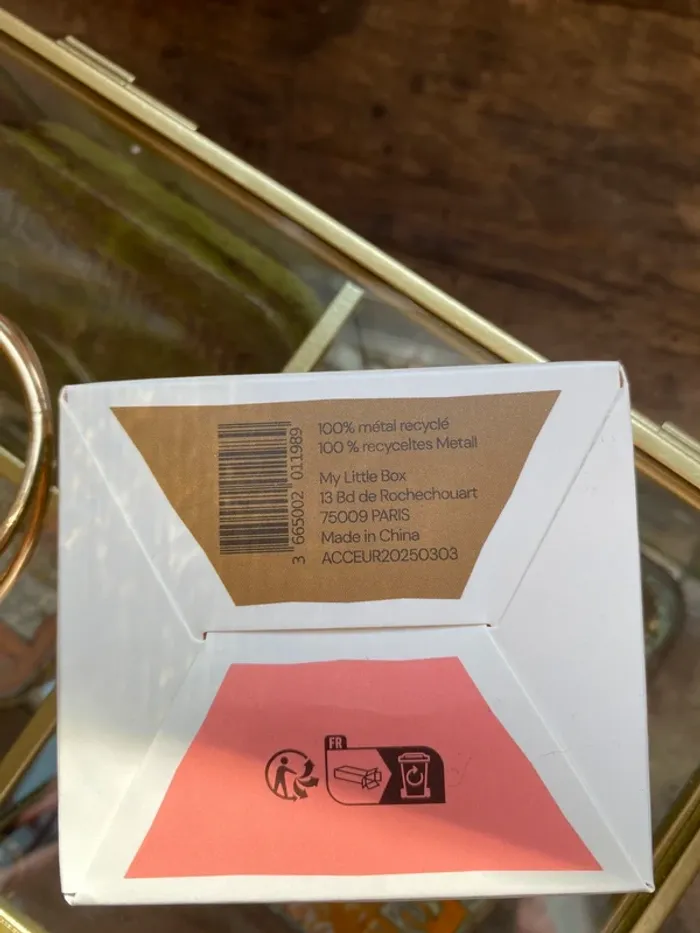 100% métal recyclé
100 % recyceltes Metall
My Little Box
13 Bd de Rochechouart
75009 PARIS
Made in China
ACCEUR20250303
3 665002 011989
FR